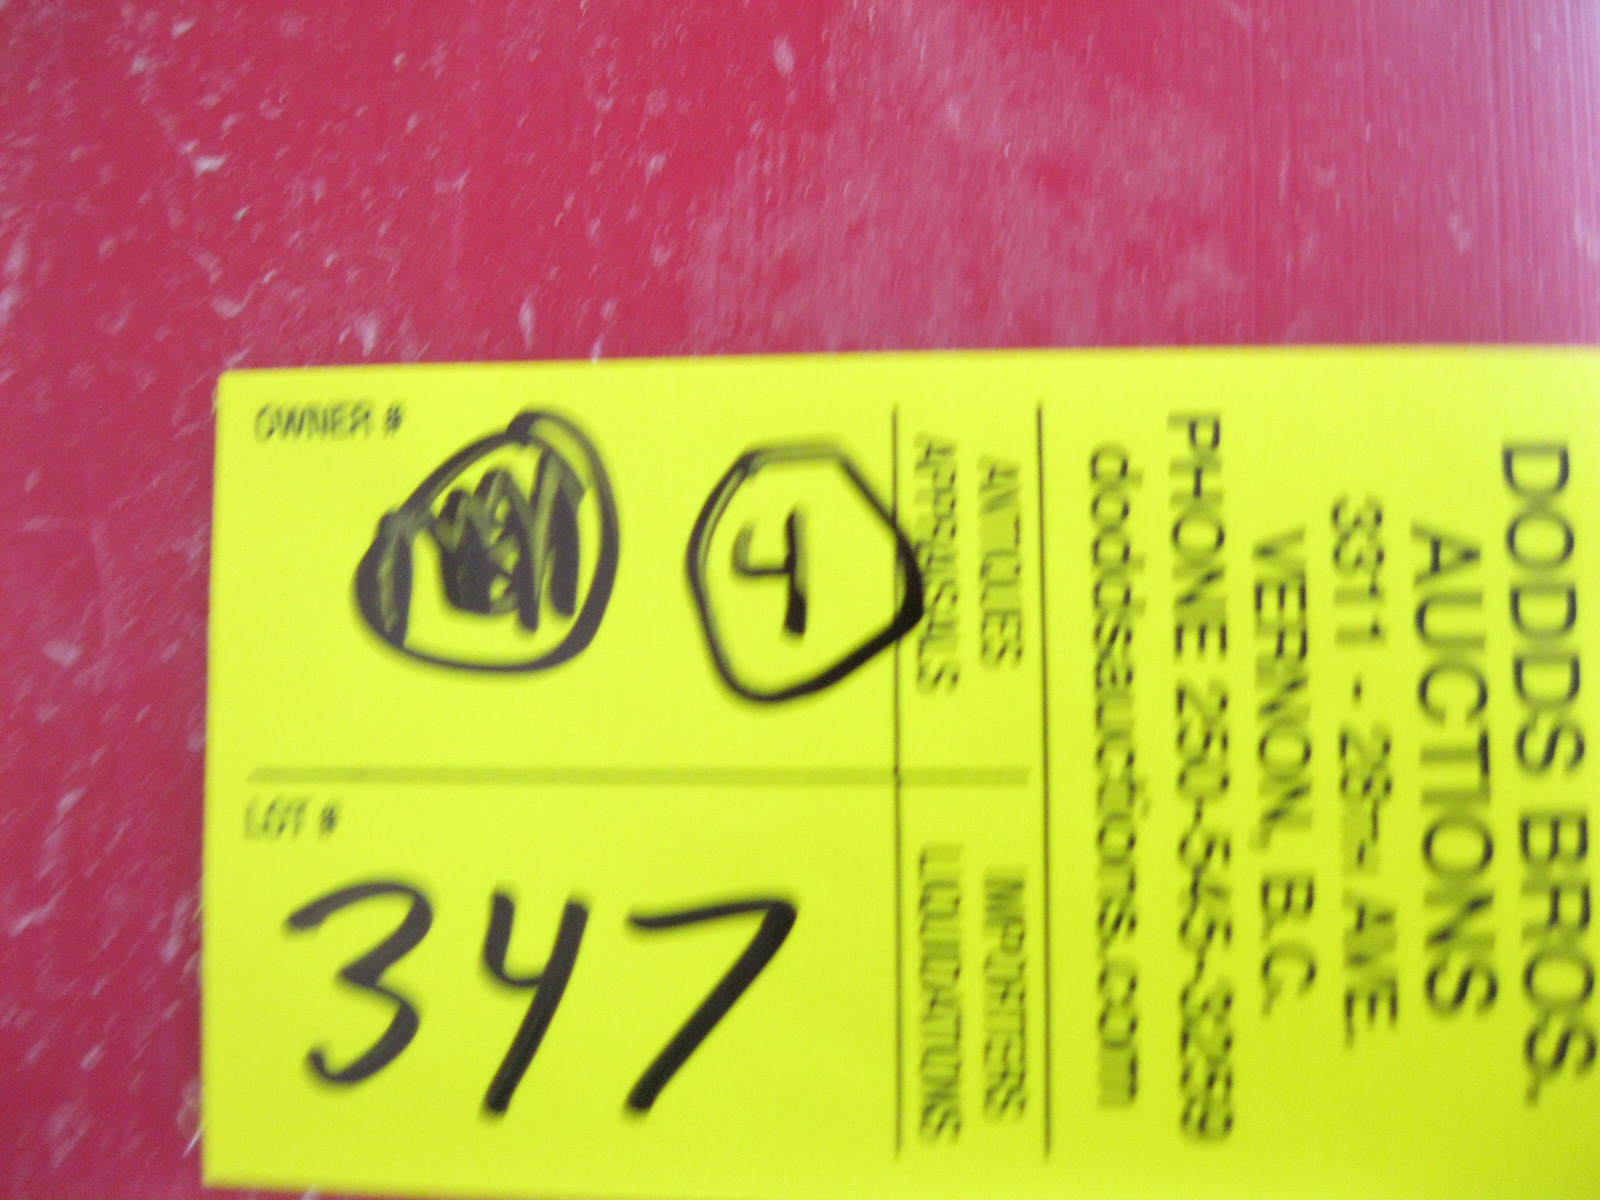 DODDS BROS.
AUCTIONS
3311 - 28TH AVE.
VERNON, B.C.
PHONE 250-545-3259
doddsauctions.com
ANTIQUES
APPRAISALS
IMPORTERS
LIQUIDATIONS
OWNER #
4
LOT #
347